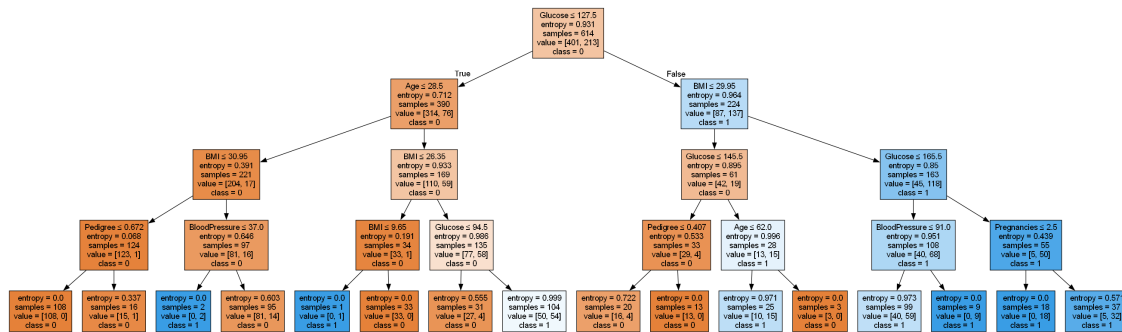 Glucose ≤ 127.5
entropy = 0.931
samples = 614
value = [401, 213]
class = 0
True
False
Age ≤ 28.5
entropy = 0.712
samples = 390
value = [314, 76]
class = 0
BMI ≤ 29.95
entropy = 0.964
samples = 224
value = [87, 137]
class = 1
BMI ≤ 30.95
entropy = 0.391
samples = 221
value = [204, 17]
class = 0
BMI ≤ 26.35
entropy = 0.933
samples = 169
value = [110, 59]
class = 0
Glucose ≤ 145.5
entropy = 0.895
samples = 61
value = [42, 19]
class = 0
Glucose ≤ 165.5
entropy = 0.85
samples = 163
value = [45, 118]
class = 1
Pedigree ≤ 0.672
entropy = 0.068
samples = 124
value = [123, 1]
class = 0
BloodPressure ≤ 37.0
entropy = 0.646
samples = 97
value = [81, 16]
class = 0
BMI ≤ 9.65
entropy = 0.191
samples = 34
value = [33, 1]
class = 0
Glucose ≤ 94.5
entropy = 0.986
samples = 135
value = [77, 58]
class = 0
Pedigree ≤ 0.407
entropy = 0.533
samples = 33
value = [29, 4]
class = 0
Age ≤ 62.0
entropy = 0.996
samples = 28
value = [13, 15]
class = 1
BloodPressure ≤ 91.0
entropy = 0.951
samples = 108
value = [40, 68]
class = 1
Pregnancies ≤ 2.5
entropy = 0.439
samples = 55
value = [5, 50]
class = 1
entropy = 0.0
samples = 108
value = [108, 0]
class = 0
entropy = 0.337
samples = 16
value = [15, 1]
class = 0
entropy = 0.0
samples = 2
value = [0, 2]
class = 1
entropy = 0.603
samples = 95
value = [81, 14]
class = 0
entropy = 0.0
samples = 1
value = [0, 1]
class = 1
entropy = 0.0
samples = 33
value = [33, 0]
class = 0
entropy = 0.555
samples = 31
value = [27, 4]
class = 0
entropy = 0.999
samples = 104
value = [50, 54]
class = 1
entropy = 0.722
samples = 20
value = [16, 4]
class = 0
entropy = 0.0
samples = 13
value = [13, 0]
class = 0
entropy = 0.971
samples = 25
value = [10, 15]
class = 1
entropy = 0.0
samples = 3
value = [3, 0]
class = 0
entropy = 0.973
samples = 99
value = [40, 59]
class = 1
entropy = 0.0
samples = 9
value = [0, 9]
class = 1
entropy = 0.0
samples = 18
value = [0, 18]
class = 1
entropy = 0.571
samples = 37
value = [5, 32]
class = 1